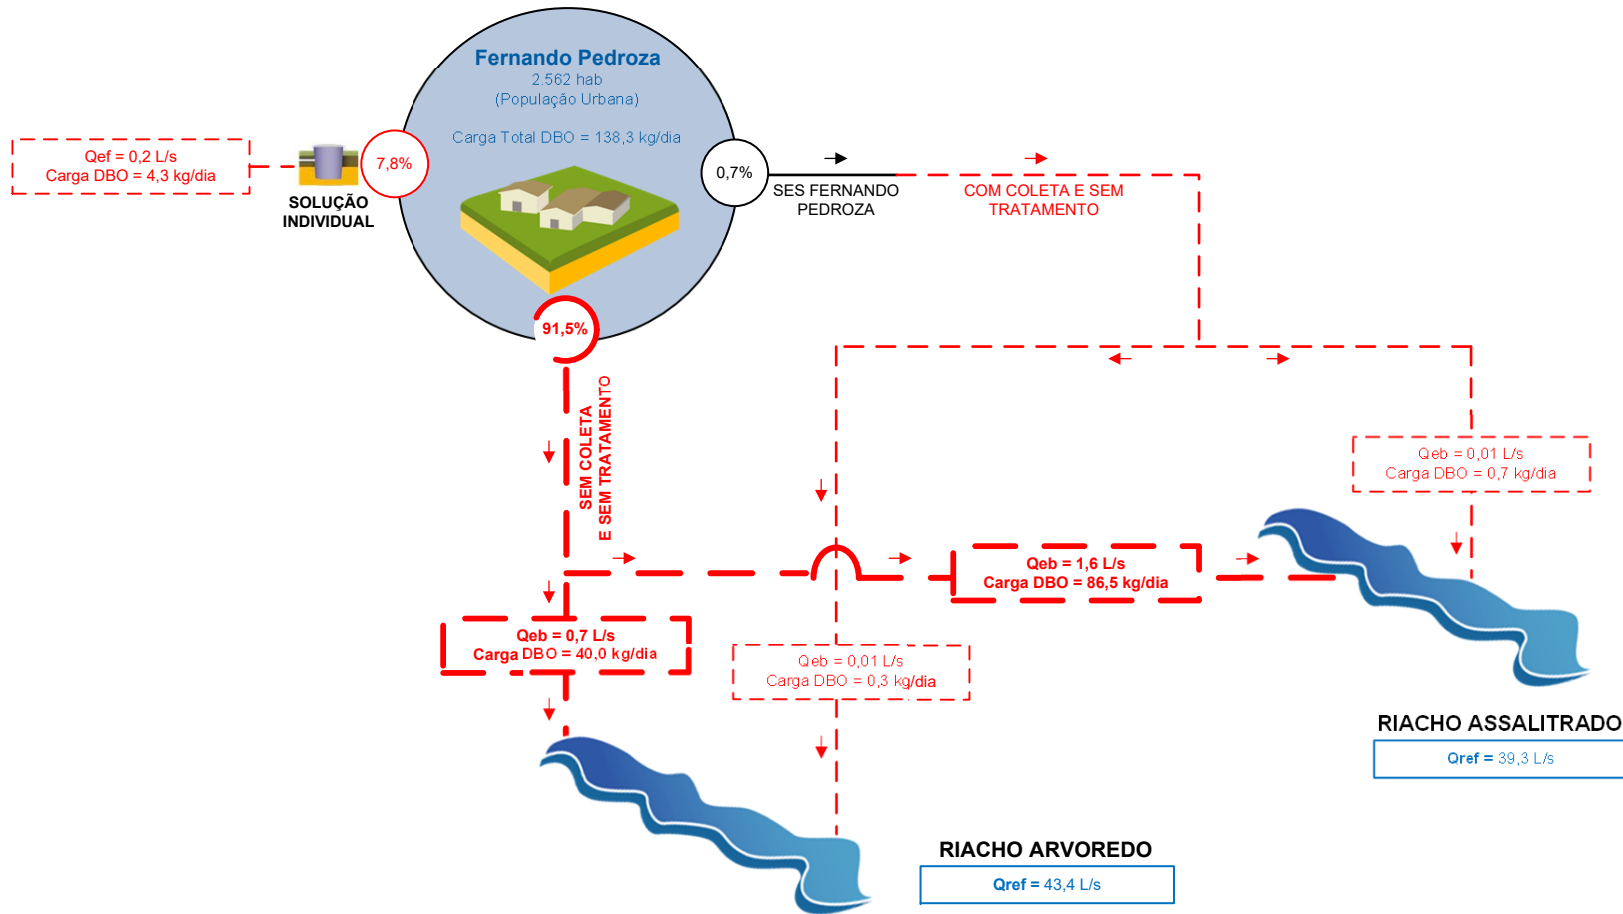 Fernando Pedroza
2.562 hab
(População Urbana)
Carga Total DBO = 138,3 kg/dia
Qef = 0,2 L/s
Carga DBO = 4,3 kg/dia
7,8%
SOLUÇÃO
INDIVIDUAL
0,7%
SES FERNANDO
PEDROZA
COM COLETA E SEM
TRATAMENTO
91,5%
SEM COLETA
E SEM TRATAMENTO
Qeb = 0,01 L/s
Carga DBO = 0,7 kg/dia
Qeb = 1,6 L/s
Carga DBO = 86,5 kg/dia
Qeb = 0,7 L/s
Carga DBO = 40,0 kg/dia
Qeb = 0,01 L/s
Carga DBO = 0,3 kg/dia
RIACHO ASSALITRADO
Qref = 39,3 L/s
RIACHO ARVOREDO
Qref = 43,4 L/s